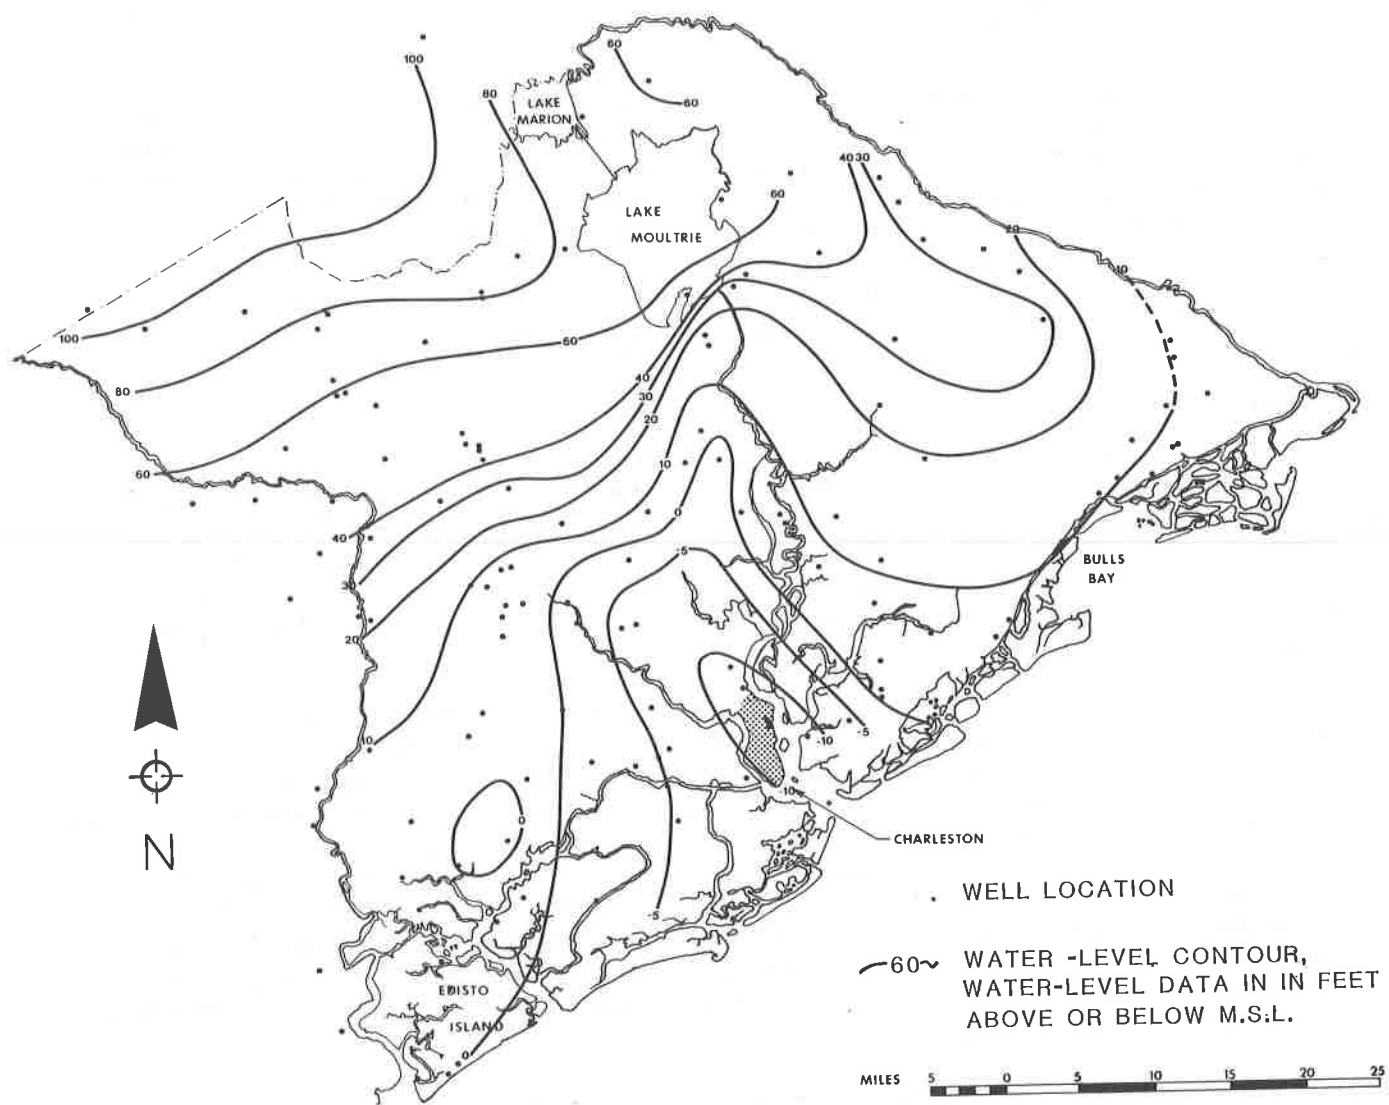 60
100
80
LAKE
MARION
60
40 30
60
LAKE
MOULTRIE
20
10
100
60
80
40
30
20
60
10
0
40
-5
BULLS
BAY
30
20
10
-10
-5
-10
0
CHARLESTON
-5
WELL LOCATION
60
WATER -LEVEL CONTOUR,
WATER-LEVEL DATA IN IN FEET
ABOVE OR BELOW M.S.L.
EDISTO
ISLAND
0
N
MILES 5 0 5 10 15 20 25